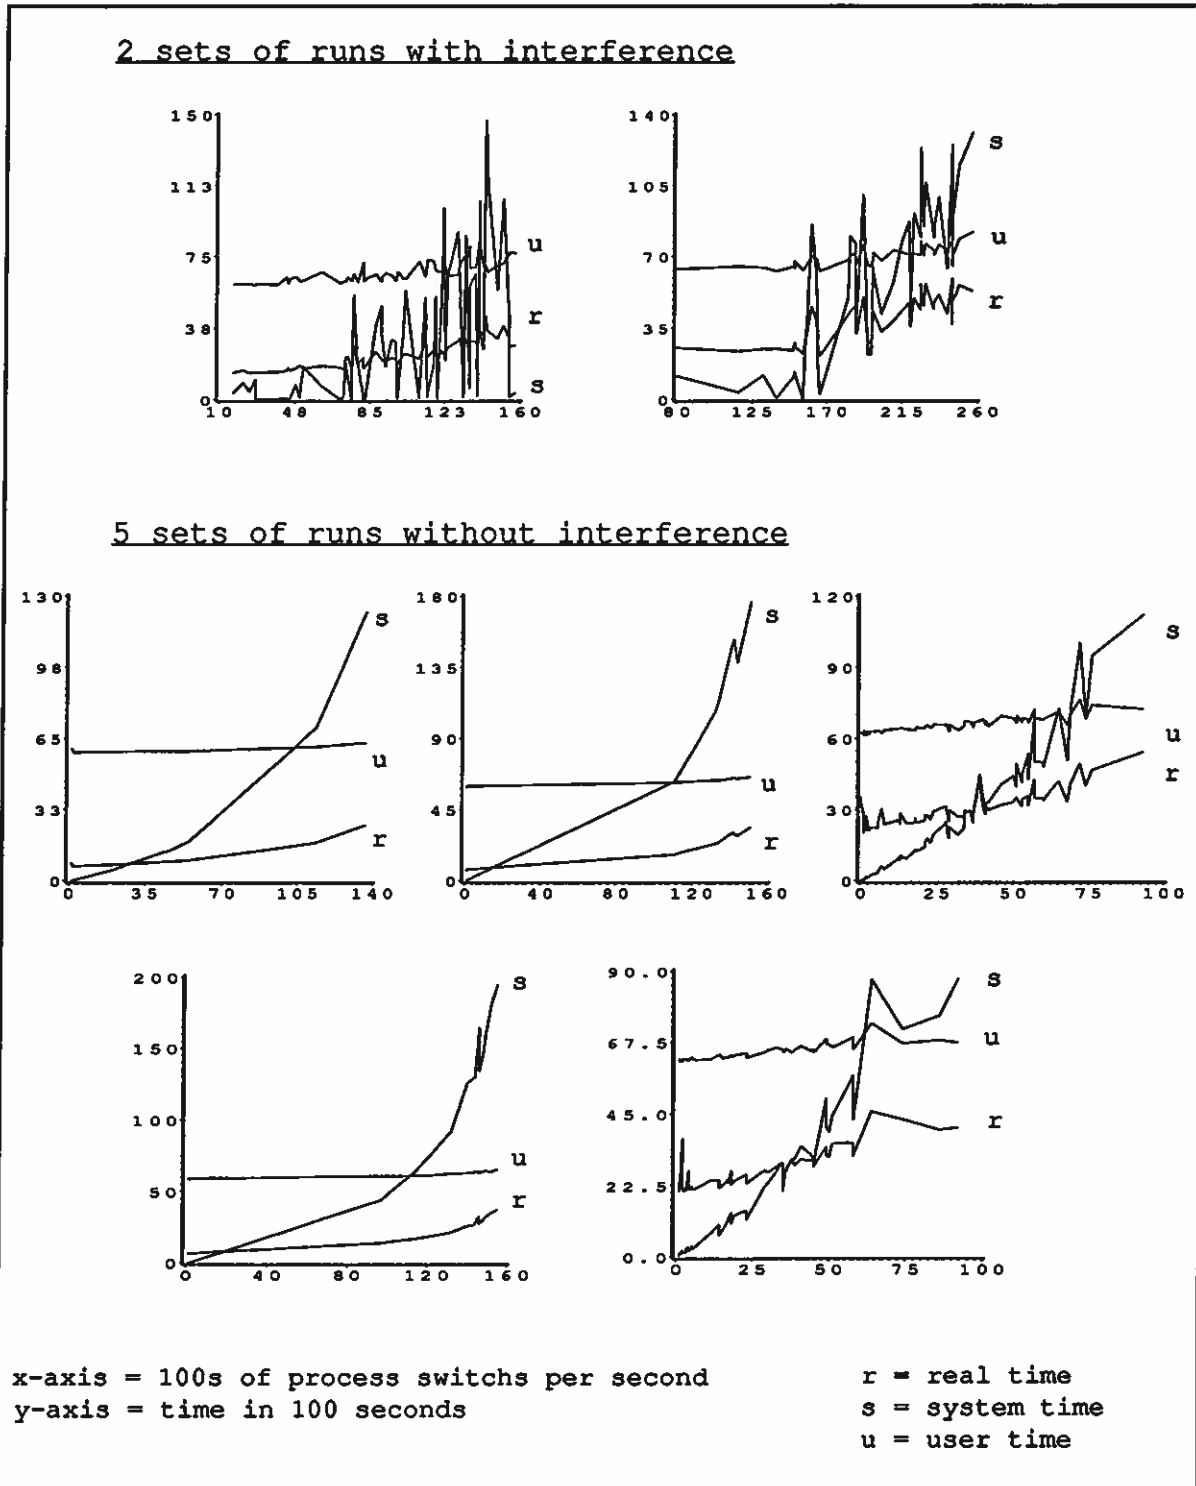 2 sets of runs with interference
150
113
75
38
0
10 48 85 123 160
u
r
s
140
105
70
35
0
80 125 170 215 260
s
u
r
5 sets of runs without interference
130
98
65
33
0
0 35 70 105 140
s
u
r
180
135
90
45
0
0 40 80 120 160
s
u
r
120
90
60
30
0
0 25 50 75 100
s
u
r
200
150
100
50
0
0 40 80 120 160
s
u
r
90.0
67.5
45.0
22.5
0.0
0 25 50 75 100
s
u
r
x-axis = 100s of process switchs per second
y-axis = time in 100 seconds
r = real time
s = system time
u = user time